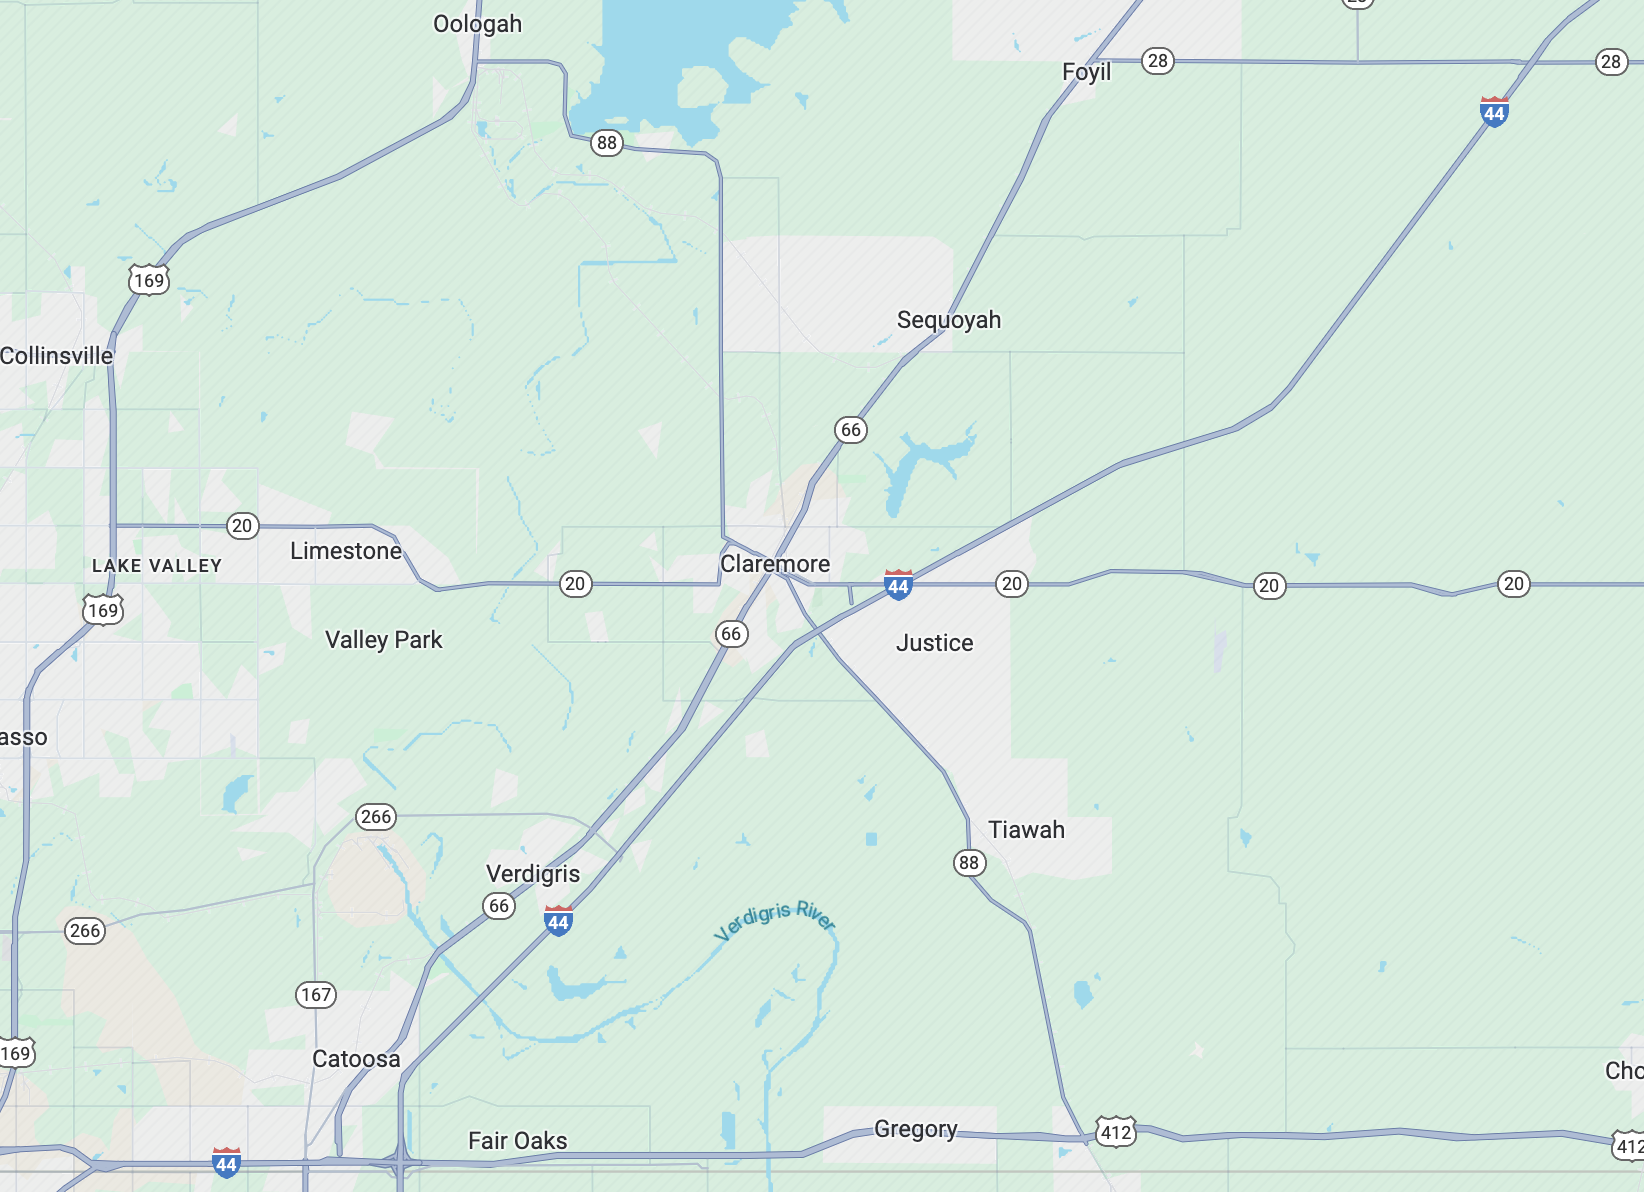 Oologah
Foyil
28
28
44
88
169
Sequoyah
Collinsville
66
20
Limestone
LAKE VALLEY
Claremore
20
44
20
20
20
169
66
Valley Park
Justice
asso
266
Tiawah
88
Verdigris
66
44
Verdigris River
266
167
169
Catoosa
Cho
Gregory
412
Fair Oaks
412
44